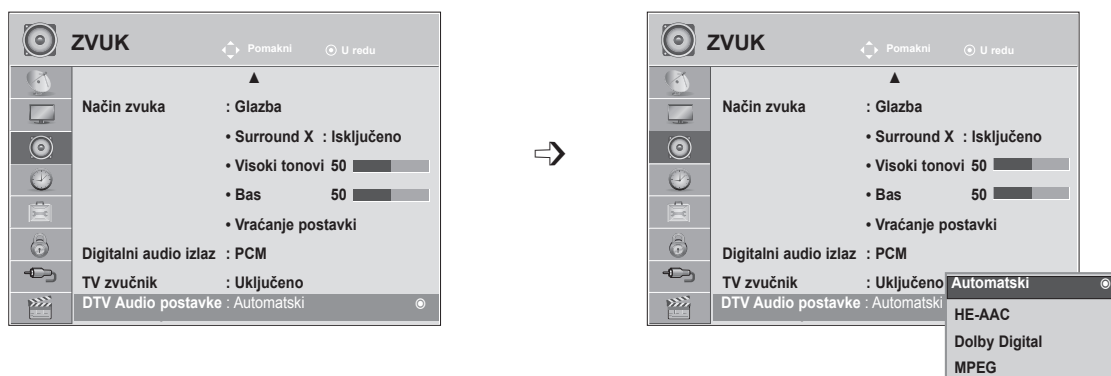 ZVUK
Pomakni
U redu
Način zvuka : Glazba
• Surround X : Isključeno
• Visoki tonovi 50
• Bas 50
• Vraćanje postavki
Digitalni audio izlaz : PCM
TV zvučnik : Uključeno
DTV Audio postavke : Automatski
ZVUK
Pomakni
U redu
Način zvuka : Glazba
• Surround X : Isključeno
• Visoki tonovi 50
• Bas 50
• Vraćanje postavki
Digitalni audio izlaz : PCM
TV zvučnik : Uključeno
DTV Audio postavke : Automatski
Automatski
HE-AAC
Dolby Digital
MPEG